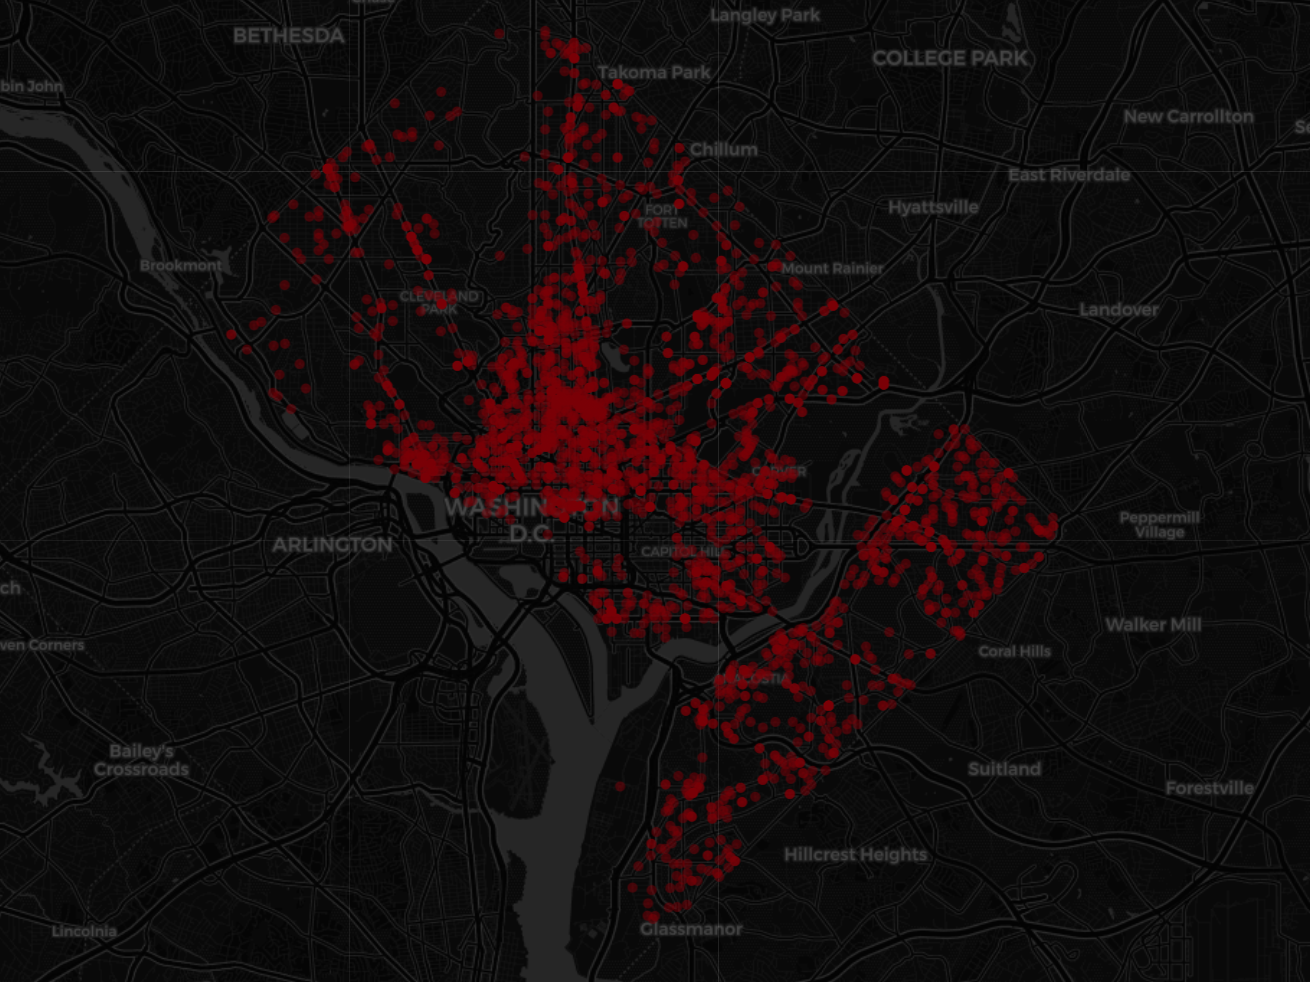 Langley Park
BETHESDA
COLLEGE PARK
Takoma Park
bin John
New Carrollton
Chillum
East Riverdale
FORT
TOTTEN
Hyattsville
Brookmont
Mount Rainier
CLEVELAND
PARK
Landover
CARVER
WASHINGTON
D.C.
Peppermill
Village
ARLINGTON
CAPITOL HILL
ch
Walker Mill
ven Corners
Coral Hills
Bailey's
Crossroads
Suitland
Forestville
Hillcrest Heights
Glassmanor
Lincolnia